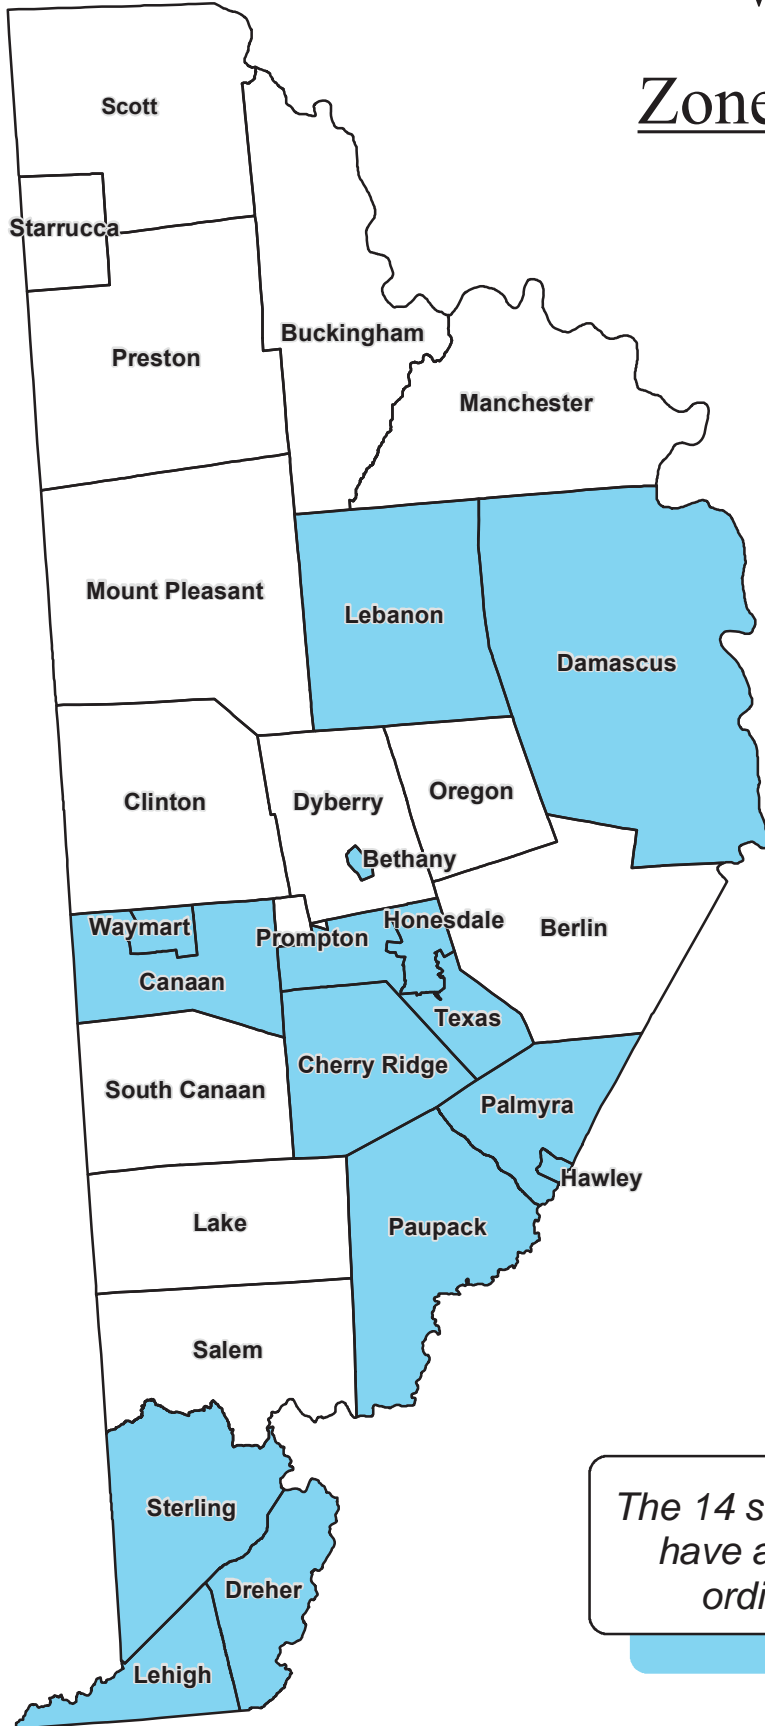 Zone
Scott
Starrucca
Buckingham
Preston
Manchester
Mount Pleasant
Lebanon
Damascus
Clinton
Dyberry
Oregon
Bethany
Waymart
Honesdale
Prompton
Berlin
Canaan
Texas
Cherry Ridge
South Canaan
Palmyra
Hawley
Lake
Paupack
Salem
Sterling
The 14 s
have a
ordi
Dreher
Lehigh